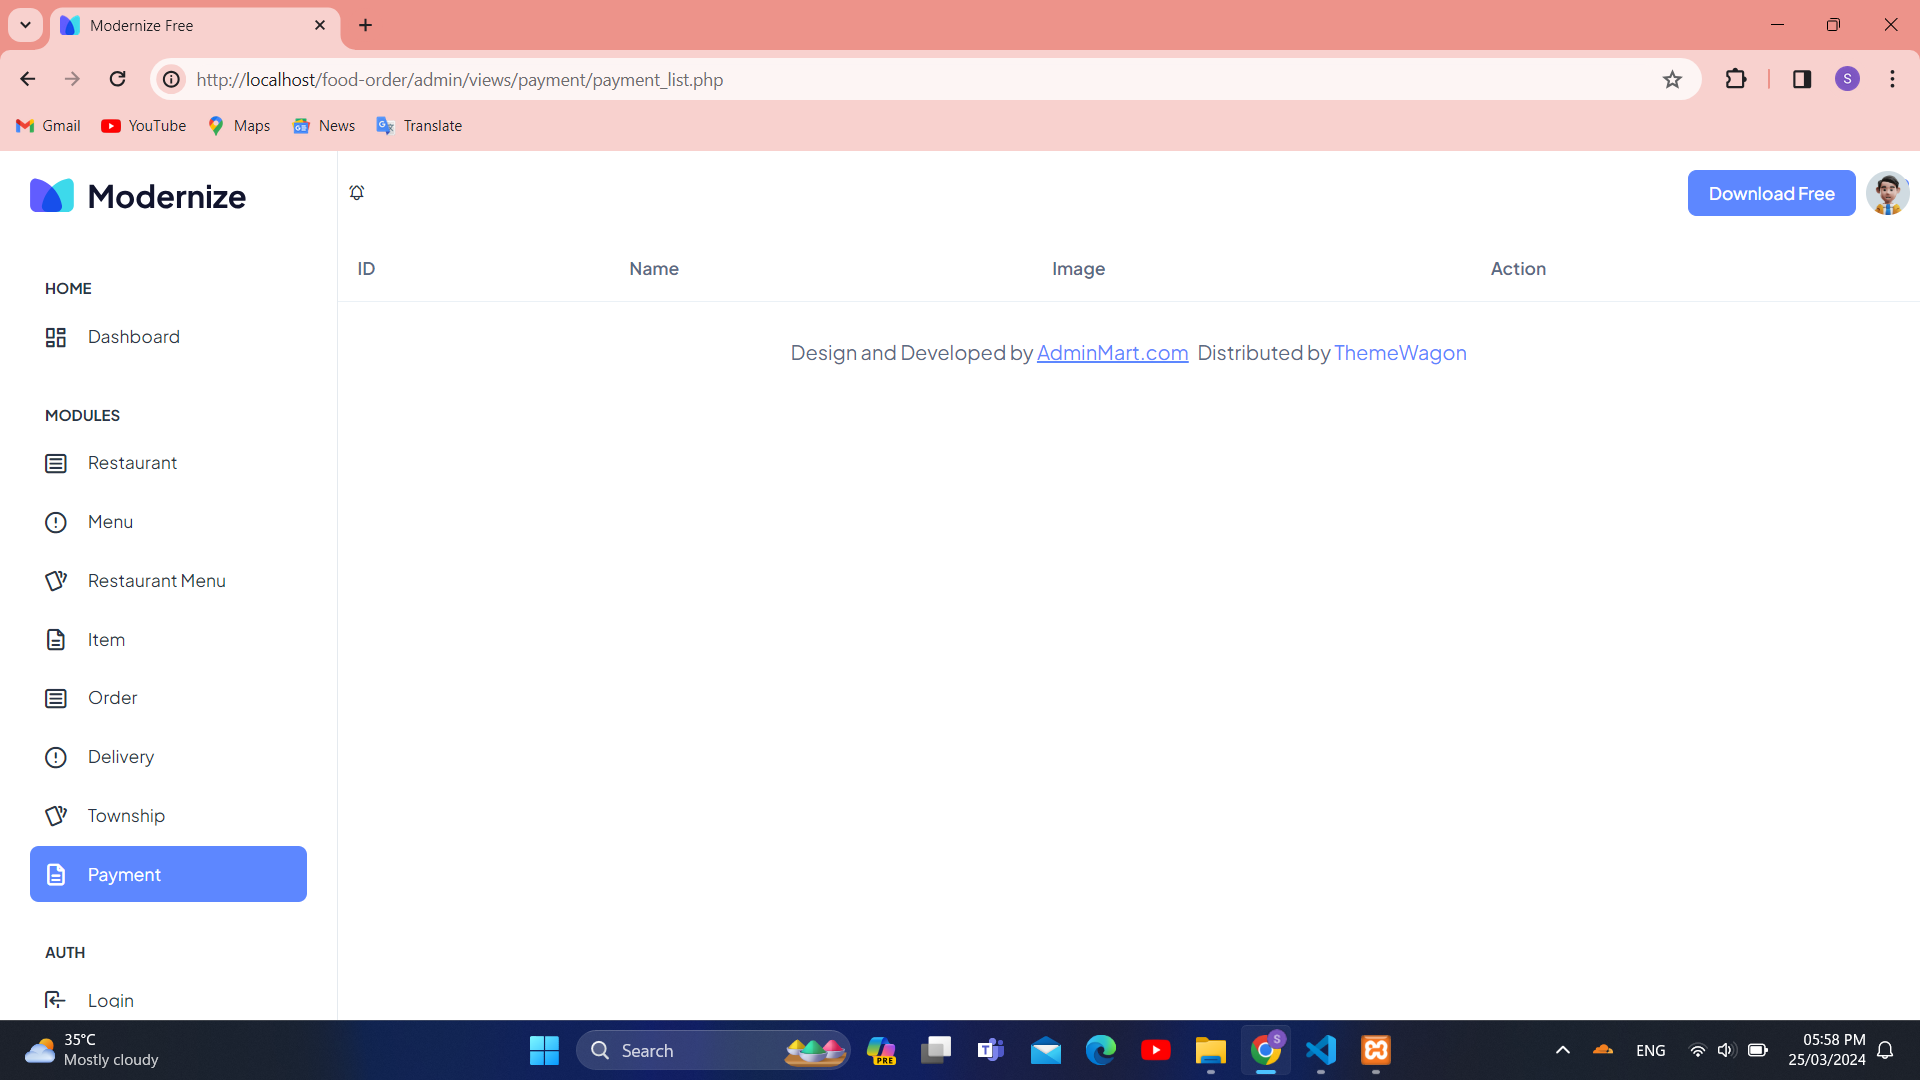 Modernize Free
http://localhost/food-order/admin/views/payment/payment_list.php
S
Gmail
YouTube
Maps
News
Translate
Modernize
Download Free
HOME
Dashboard
MODULES
Restaurant
Menu
Restaurant Menu
Item
Order
Delivery
Township
Payment
AUTH
Login
ID Name Image Action
Design and Developed by AdminMart.com Distributed by ThemeWagon
35°C
Mostly cloudy
Search
PRE
S
ENG
05:58 PM
25/03/2024